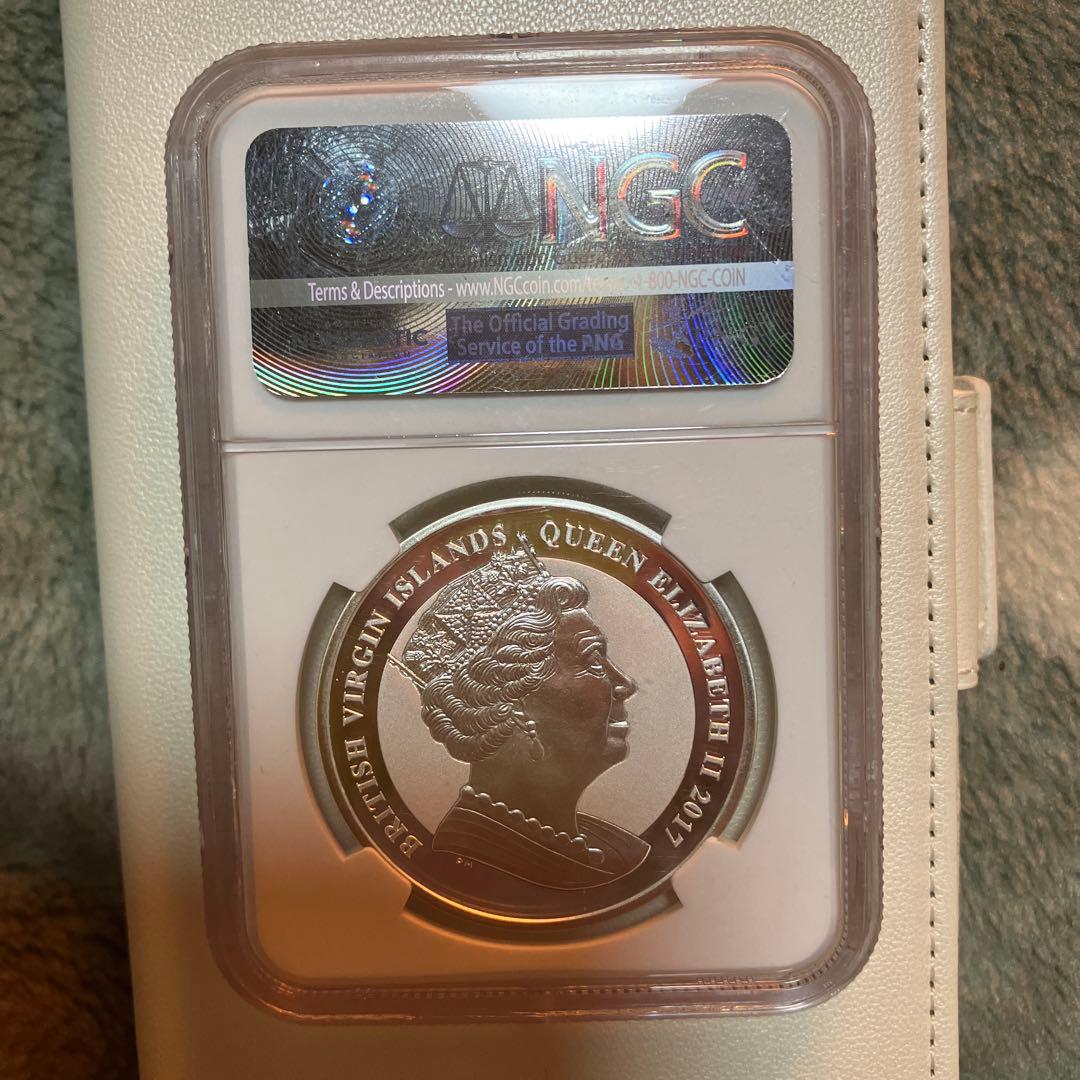 NGC
Terms & Descriptions - www.NGCcoin.com/ 1-800-NGC-COIN
The Official Grading
Service of the PNG
BRITISH VIRGIN ISLANDS QUEEN ELIZABETH II 2017
PM